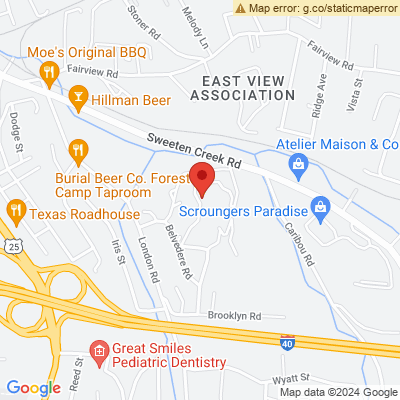 Map error: g.co/staticmaperror
Sweeten
Creek Rd
Melody Ln
Moe's Original BBQ
Fairview Rd
Fairview Rd
EAST VIEW
ASSOCIATION
Ridge Ave
Vista St
Hillman Beer
Dodge St
Sweeten Creek Rd
Atelier Maison & Co
Burial Beer Co. Forest
Camp Taproom
Texas Roadhouse
Scroungers Paradise
25
Iris St
London Rd
Belvedere Rd
Caribou Rd
Brooklyn Rd
40
Great Smiles
Pediatric Dentistry
Reed St
Wyatt St
Google
Map data ©2024 Google